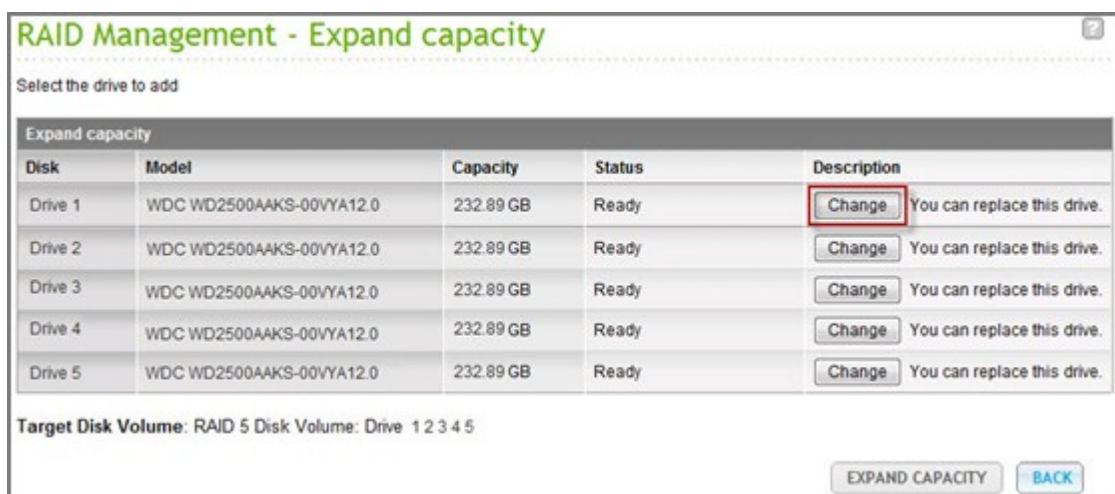 RAID Management - Expand capacity
?
Select the drive to add
Expand capacity
Disk Model Capacity Status Description
Drive 1 WDC WD2500AAKS-00VYA12.0 232.89 GB Ready Change You can replace this drive.
Drive 2 WDC WD2500AAKS-00VYA12.0 232.89 GB Ready Change You can replace this drive.
Drive 3 WDC WD2500AAKS-00VYA12.0 232.89 GB Ready Change You can replace this drive.
Drive 4 WDC WD2500AAKS-00VYA12.0 232.89 GB Ready Change You can replace this drive.
Drive 5 WDC WD2500AAKS-00VYA12.0 232.89 GB Ready Change You can replace this drive.
Target Disk Volume: RAID 5 Disk Volume: Drive 1 2 3 4 5
EXPAND CAPACITY BACK